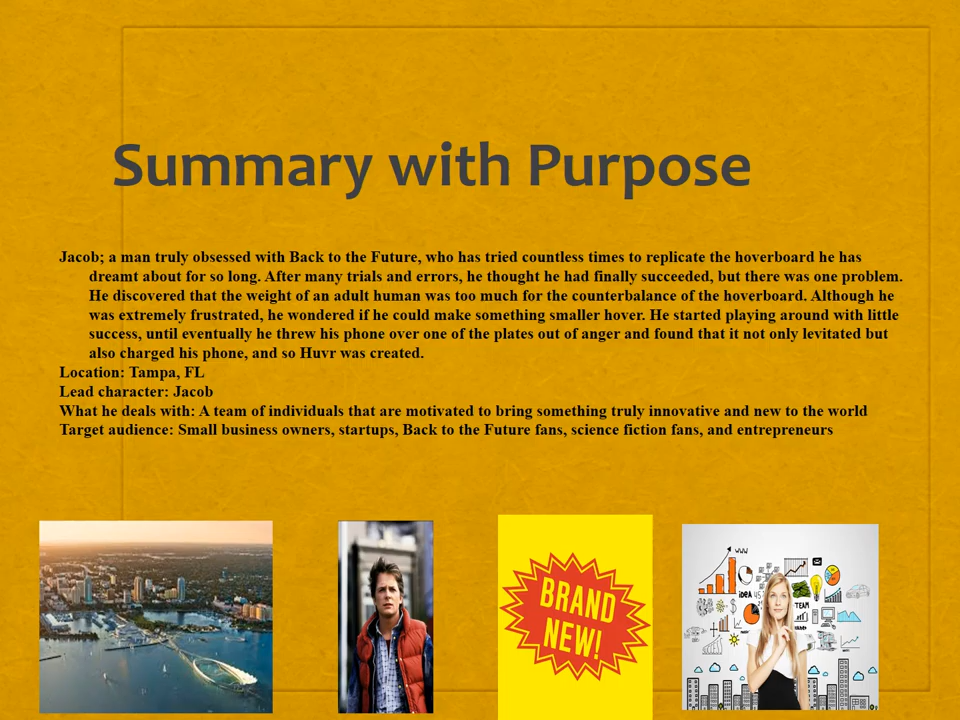 Summary with Purpose
Jacob; a man truly obsessed with Back to the Future, who has tried countless times to replicate the hoverboard he has
dreamt about for so long. After many trials and errors, he thought he had finally succeeded, but there was one problem.
He discovered that the weight of an adult human was too much for the counterbalance of the hoverboard. Although he
was extremely frustrated, he wondered if he could make something smaller hover. He started playing around with little
success, until eventually he threw his phone over one of the plates out of anger and found that it not only levitated but
also charged his phone, and so Huvr was created.
Location: Tampa, FL
Lead character: Jacob
What he deals with: A team of individuals that are motivated to bring something truly innovative and new to the world
Target audience: Small business owners, startups, Back to the Future fans, science fiction fans, and entrepreneurs
BRAND
NEW!
WWW
IDEA
TEAM